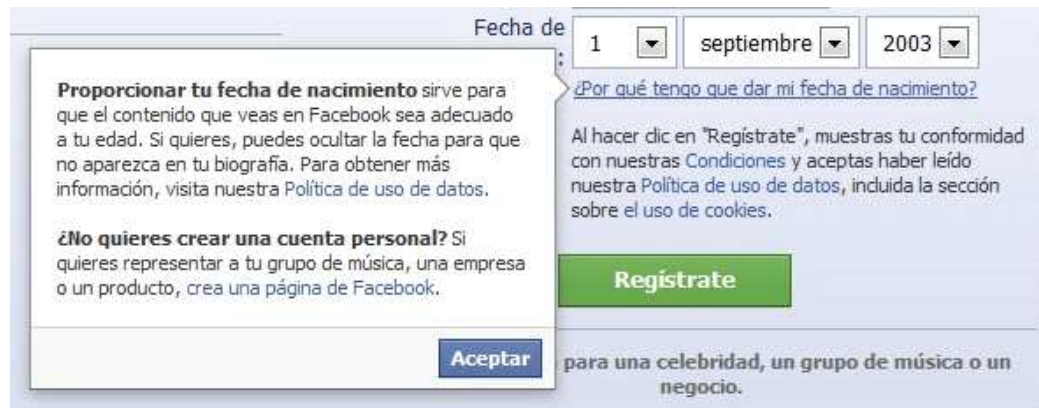 Fecha de
:
1
septiembre
2003
¿Por qué tengo que dar mi fecha de nacimiento?
Proporcionar tu fecha de nacimiento sirve para
que el contenido que veas en Facebook sea adecuado
a tu edad. Si quieres, puedes ocultar la fecha para que
no aparezca en tu biografía. Para obtener más
información, visita nuestra Política de uso de datos.
¿No quieres crear una cuenta personal? Si
quieres representar a tu grupo de música, una empresa
o un producto, crea una página de Facebook.
Aceptar
Al hacer clic en "Regístrate", muestras tu conformidad
con nuestras Condiciones y aceptas haber leído
nuestra Política de uso de datos, incluida la sección
sobre el uso de cookies.
Regístrate
para una celebridad, un grupo de música o un
negocio.